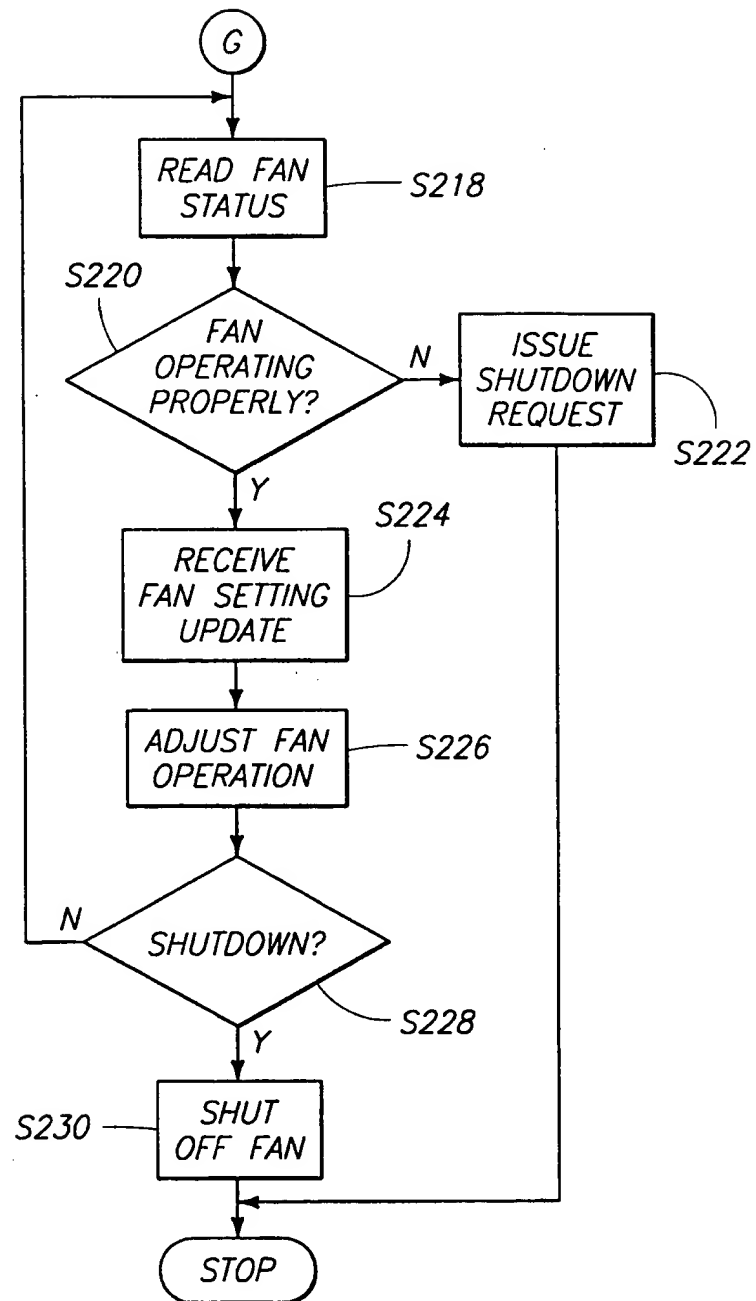 G
READ FAN
STATUS
S218
S220
FAN
OPERATING
PROPERLY?
N
ISSUE
SHUTDOWN
REQUEST
S222
Y
S224
RECEIVE
FAN SETTING
UPDATE
ADJUST FAN
OPERATION
S226
N
SHUTDOWN?
S228
Y
S230
SHUT
OFF FAN
STOP